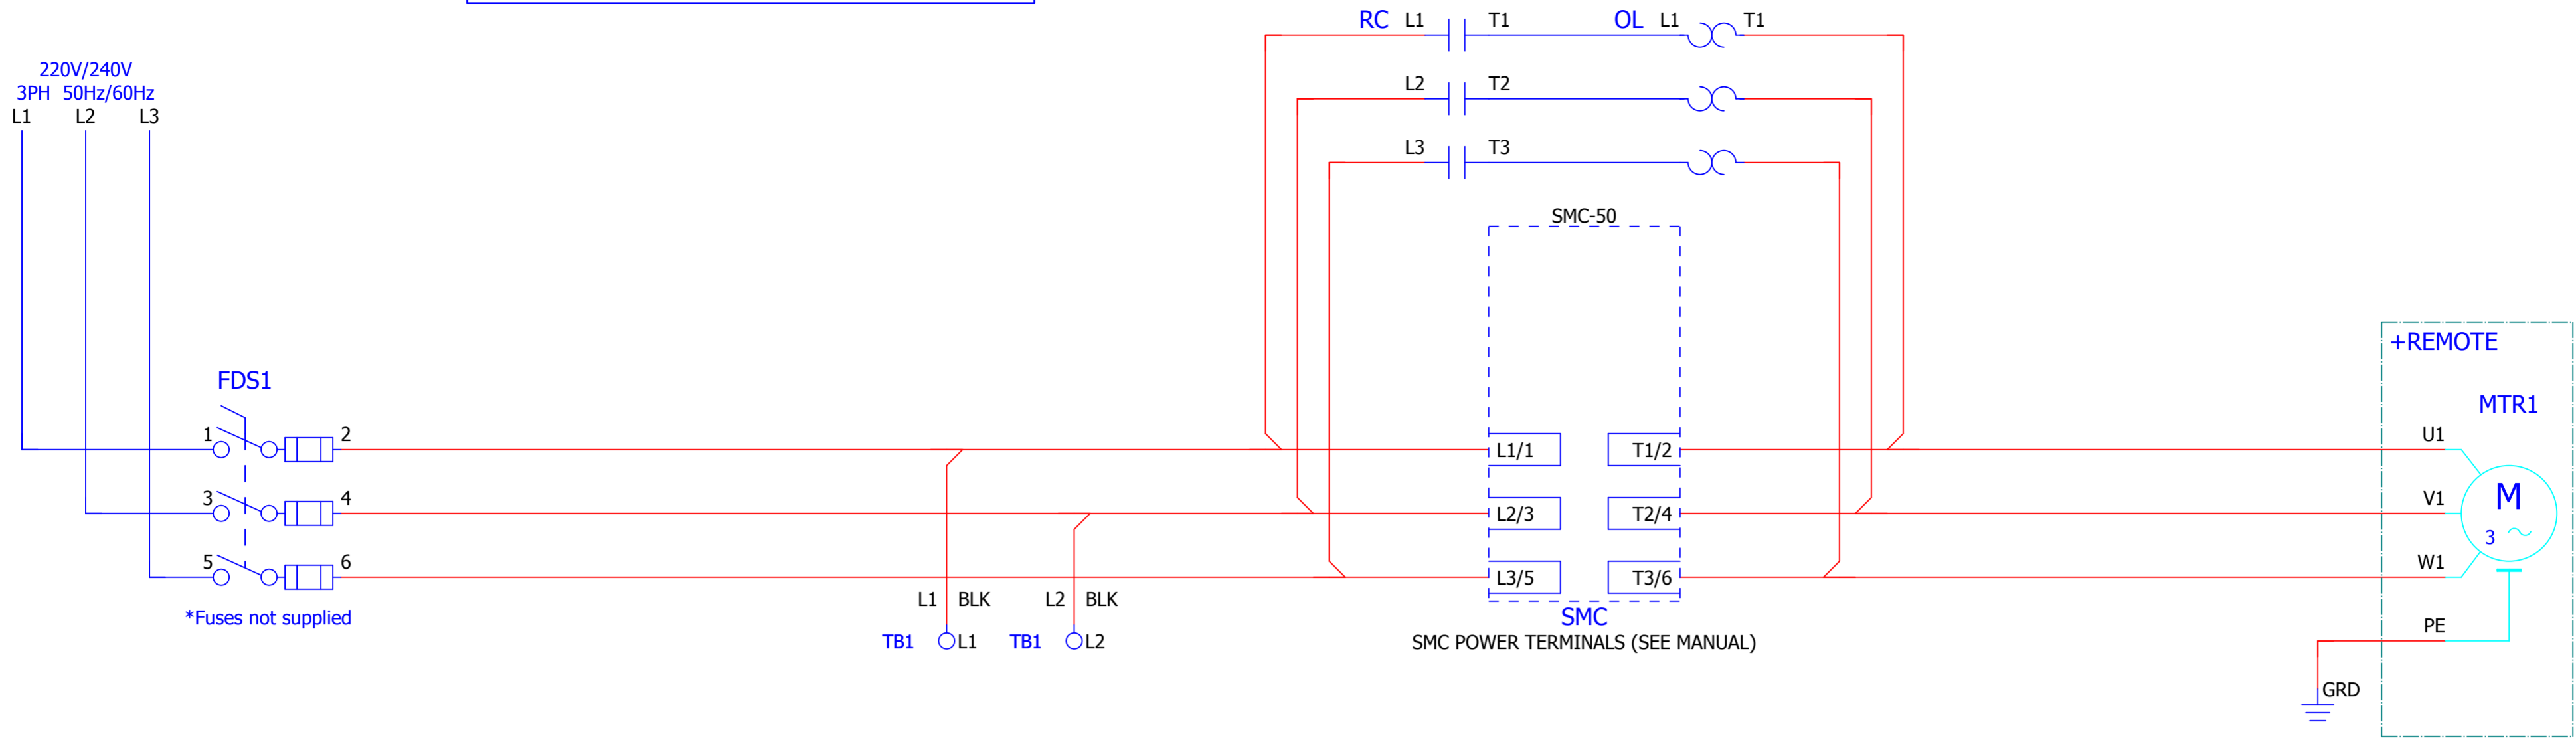 RC L1 T1 OL L1 T1
220V/240V
3PH 50Hz/60Hz
L1 L2 L3
L2 T2
L3 T3
SMC-50
+REMOTE
FDS1
MTR1
1 2 L1/1 T1/2 U1
3 4 L2/3 T2/4 V1
M
3
5 6 L3/5 T3/6 W1
*Fuses not supplied
L1 BLK L2 BLK
SMC
TB1 L1 TB1 L2
SMC POWER TERMINALS (SEE MANUAL)
PE
GRD